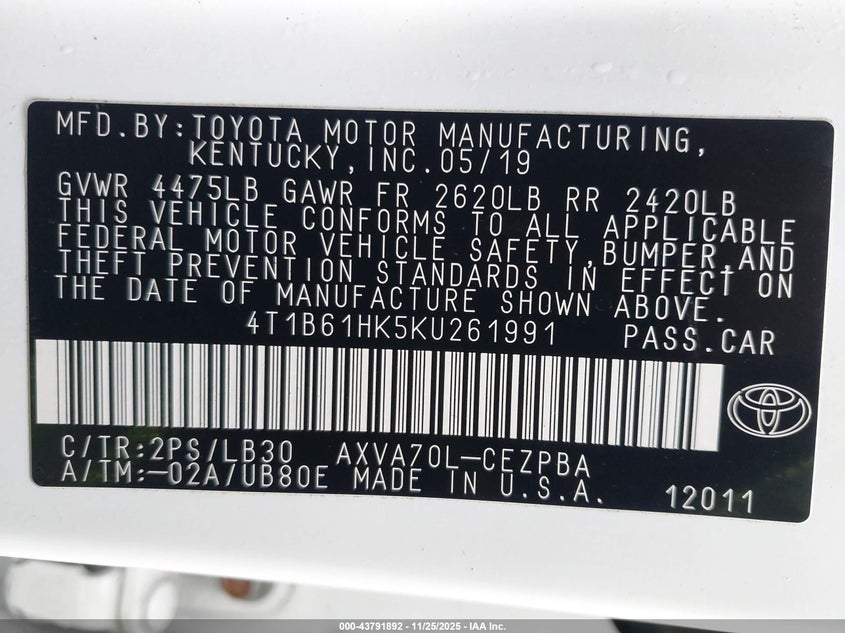 MFD.BY:TOYOTA MOTOR MANUFACTURING,
KENTUCKY,INC.05/19
GVWR 4475LB GAWR FR 2620LB RR 2420LB
THIS VEHICLE CONFORMS TO ALL APPLICABLE
FEDERAL MOTOR VEHICLE SAFETY,BUMPER,AND
THEFT PREVENTION STANDARDS IN EFFECT ON
THE DATE OF MANUFACTURE SHOWN ABOVE.
4T1B61HK5KU261991 PASS.CAR
C/TR:2PS/LB30 AXVA70L-CEZPBA
A/TM:-02A/UB80E MADE IN U.S.A. 12011
000-43791892 - 11/25/2025 - IAA Inc.